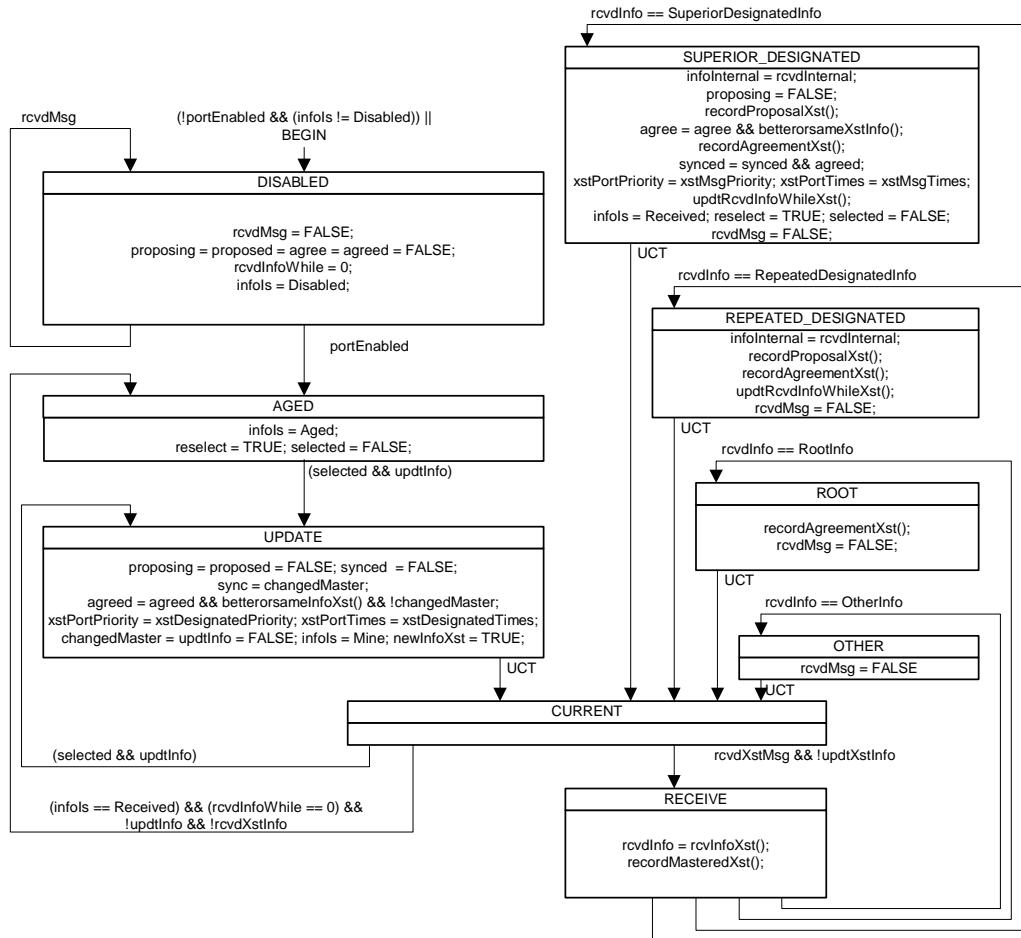 rcvdInfo == SuperiorDesignatedInfo
SUPERIOR_DESIGNATED
infoInternal = rcvdInternal;
proposing = FALSE;
recordProposalXst();
agree = agree && betterorsameXstInfo();
recordAgreementXst();
synced = synced && agreed;
xstPortPriority = xstMsgPriority; xstPortTimes = xstMsgTimes;
updtRcvdInfoWhileXst();
infoIs = Received; reselect = TRUE; selected = FALSE;
rcvdMsg = FALSE;
UCT
rcvdMsg
(!portEnabled && (infoIs != Disabled)) ||
BEGIN
DISABLED
rcvdMsg = FALSE;
proposing = proposed = agree = agreed = FALSE;
rcvdInfoWhile = 0;
infoIs = Disabled;
portEnabled
rcvdInfo == RepeatedDesignatedInfo
REPEATED_DESIGNATED
infoInternal = rcvdInternal;
recordProposalXst();
recordAgreementXst();
updtRcvdInfoWhileXst();
rcvdMsg = FALSE;
UCT
AGED
infoIs = Aged;
reselect = TRUE; selected = FALSE;
(selected && updtInfo)
rcvdInfo == RootInfo
ROOT
recordAgreementXst();
rcvdMsg = FALSE;
UCT
UPDATE
proposing = proposed = FALSE; synced = FALSE;
sync = changedMaster;
agreed = agreed && betterorsameInfoXst() && !changedMaster;
xstPortPriority = xstDesignatedPriority; xstPortTimes = xstDesignatedTimes;
changedMaster = updtInfo = FALSE; infoIs = Mine; newInfoXst = TRUE;
UCT
rcvdInfo == OtherInfo
OTHER
rcvdMsg = FALSE
UCT
CURRENT
(selected && updtInfo)
rcvdXstMsg && !updtXstInfo
(infoIs == Received) && (rcvdInfoWhile == 0) &&
!updtInfo && !rcvdXstInfo
RECEIVE
rcvdInfo = rcvInfoXst();
recordMasteredXst();